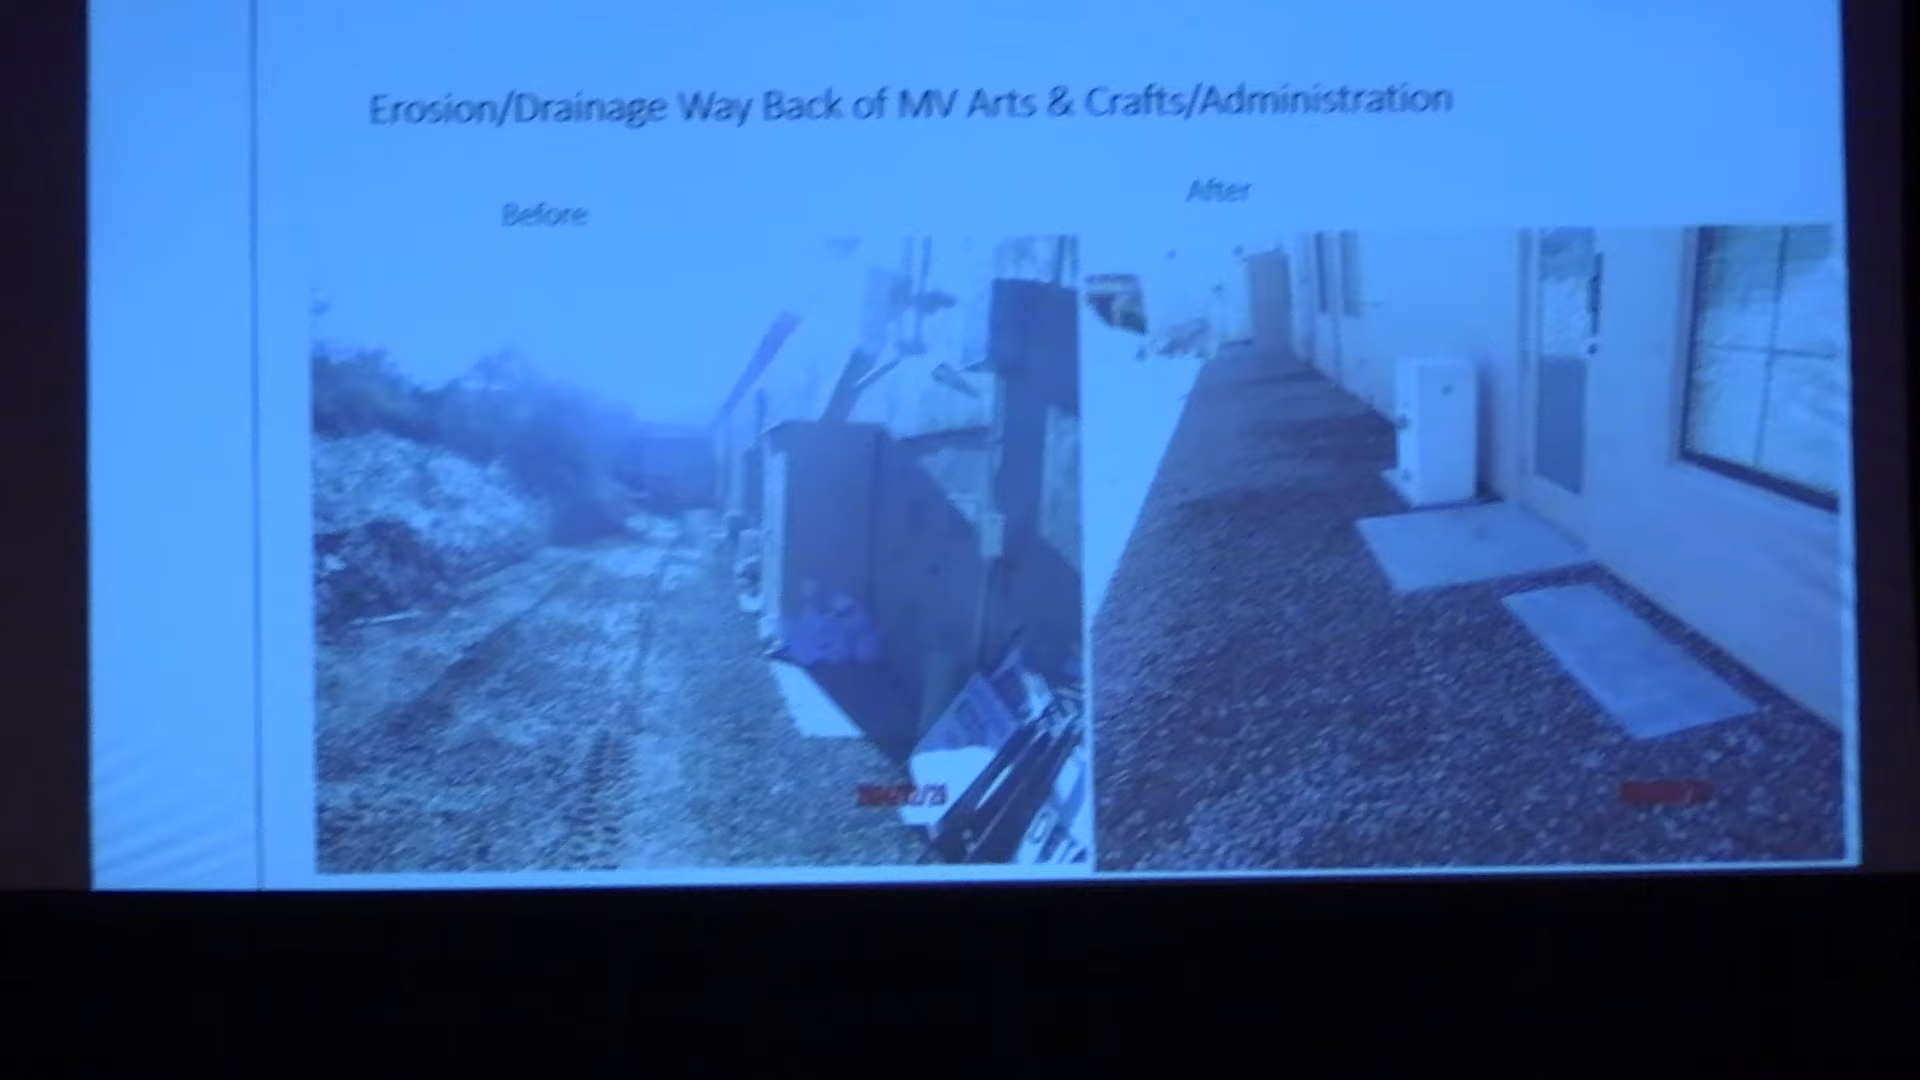 Erosion/Drainage Way Back of MV Arts & Crafts/Administration
Before
After